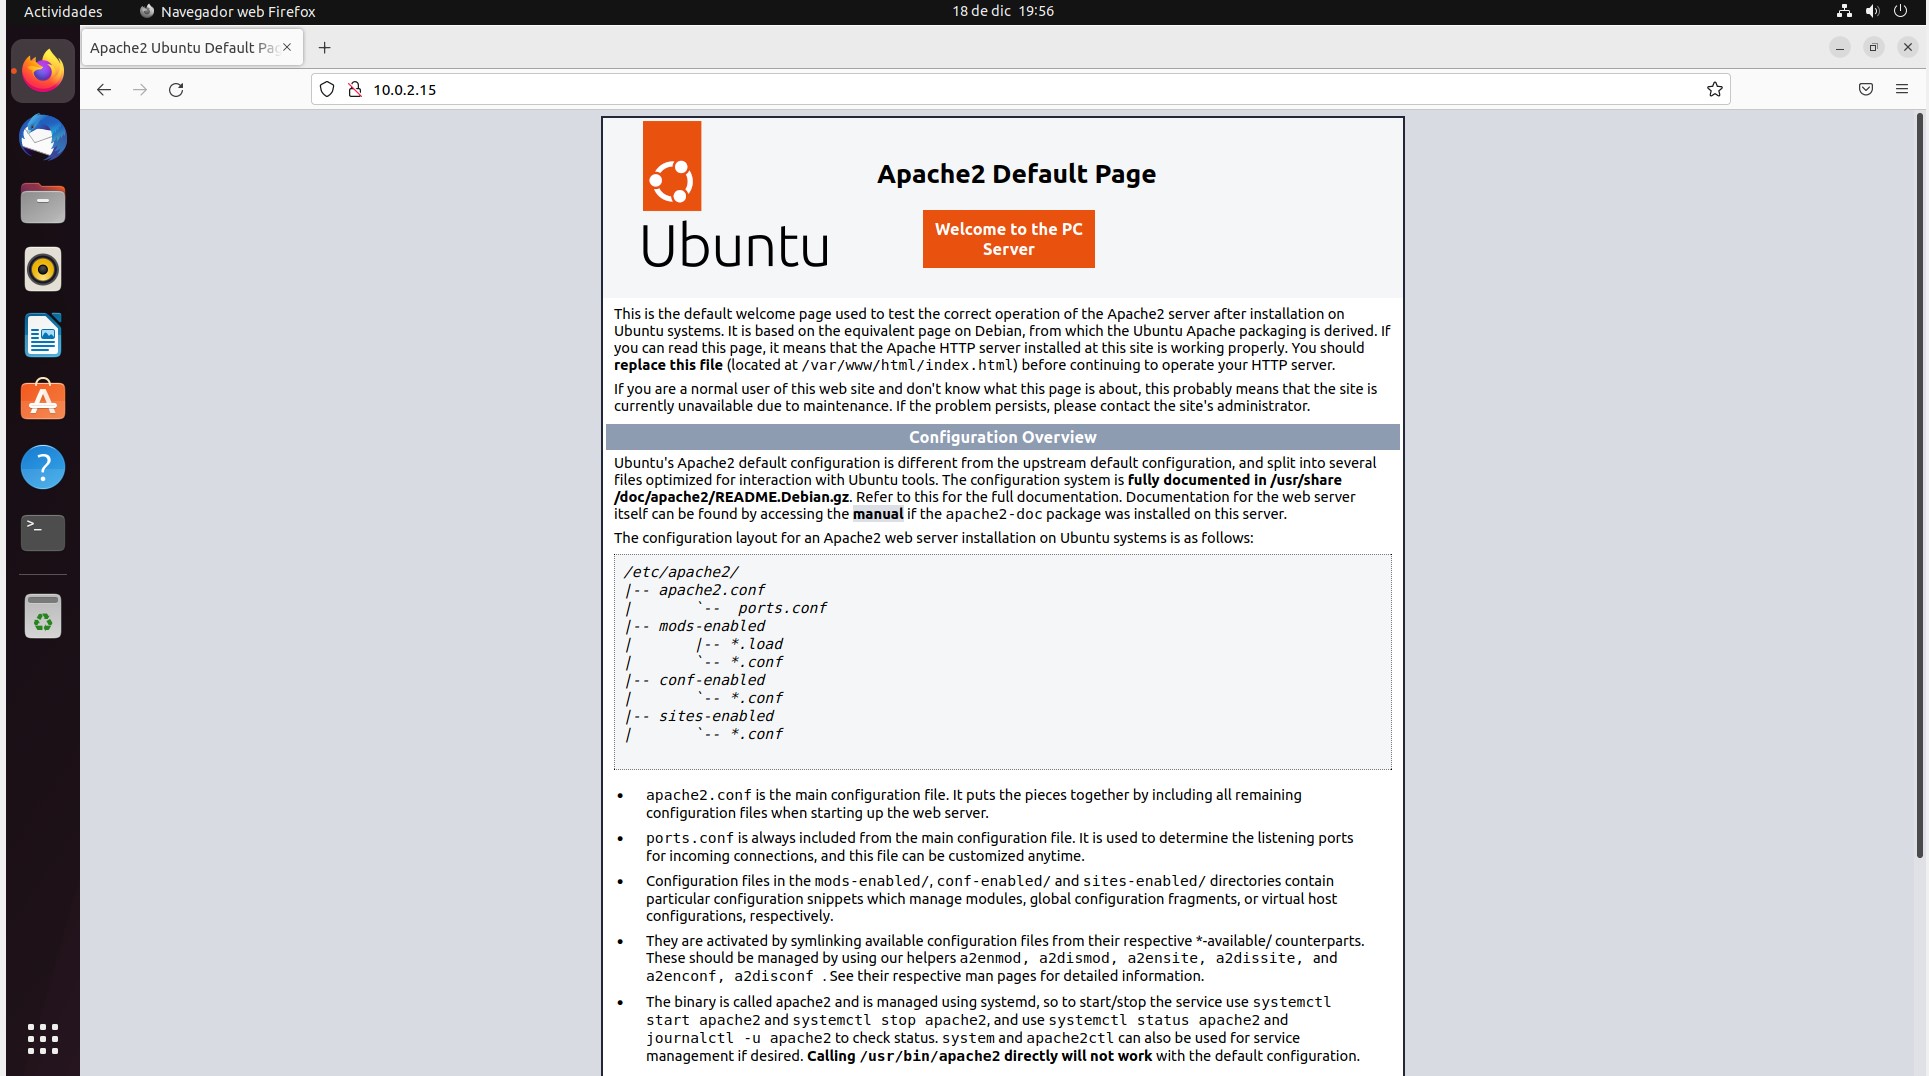 Actividades
Navegador web Firefox
18 de dic 19:56
Apache2 Ubuntu Default Pa
10.0.2.15
Apache2 Default Page
Ubuntu
Welcome to the PC
Server
This is the default welcome page used to test the correct operation of the Apache2 server after installation on
Ubuntu systems. It is based on the equivalent page on Debian, from which the Ubuntu Apache packaging is derived. If
you can read this page, it means that the Apache HTTP server installed at this site is working properly. You should
replace this file (located at /var/www/html/index.html) before continuing to operate your HTTP server.
If you are a normal user of this web site and don't know what this page is about, this probably means that the site is
currently unavailable due to maintenance. If the problem persists, please contact the site's administrator.
Configuration Overview
Ubuntu's Apache2 default configuration is different from the upstream default configuration, and split into several
files optimized for interaction with Ubuntu tools. The configuration system is fully documented in /usr/share
/doc/apache2/README.Debian.gz. Refer to this for the full documentation. Documentation for the web server
itself can be found by accessing the manual if the apache2-doc package was installed on this server.
The configuration layout for an Apache2 web server installation on Ubuntu systems is as follows:
/etc/apache2/
|-- apache2.conf
|       `--  ports.conf
|-- mods-enabled
|       |-- *.load
|       `-- *.conf
|-- conf-enabled
|       `-- *.conf
|-- sites-enabled
|       `-- *.conf
• apache2.conf is the main configuration file. It puts the pieces together by including all remaining
configuration files when starting up the web server.
• ports.conf is always included from the main configuration file. It is used to determine the listening ports
for incoming connections, and this file can be customized anytime.
• Configuration files in the mods-enabled/, conf-enabled/ and sites-enabled/ directories contain
particular configuration snippets which manage modules, global configuration fragments, or virtual host
configurations, respectively.
• They are activated by symlinking available configuration files from their respective *-available/ counterparts.
These should be managed by using our helpers a2enmod, a2dismod, a2ensite, a2dissite, and
a2enconf, a2disconf . See their respective man pages for detailed information.
• The binary is called apache2 and is managed using systemd, so to start/stop the service use systemctl
start apache2 and systemctl stop apache2, and use systemctl status apache2 and
journalctl -u apache2 to check status. system and apache2ctl can also be used for service
management if desired. Calling /usr/bin/apache2 directly will not work with the default configuration.